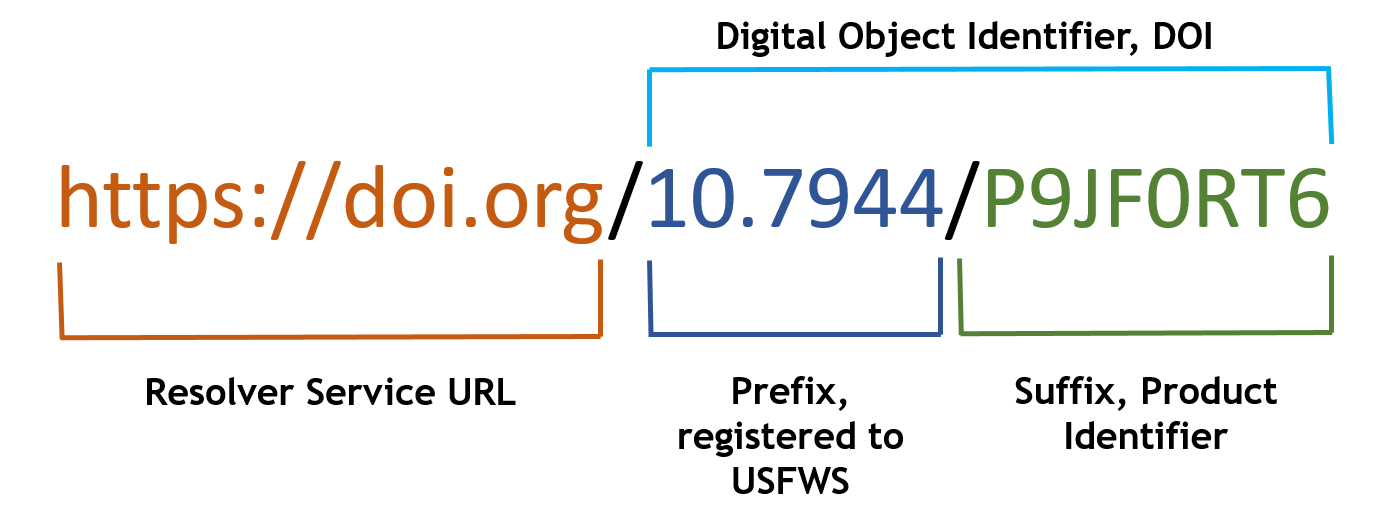 Digital Object Identifier, DOI
https://doi.org/10.7944/P9JF0RT6
Resolver Service URL
Prefix,
registered to
USFWS
Suffix, Product
Identifier